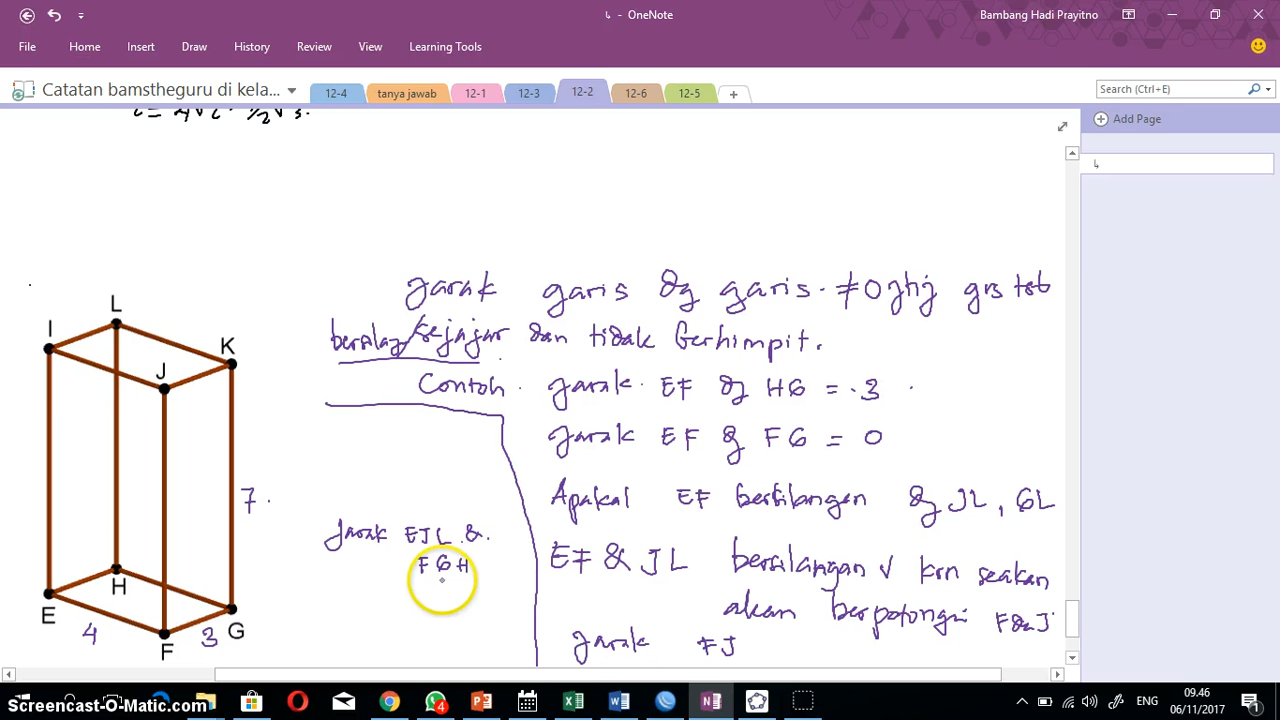 - OneNote
Bambang Hadi Prayitno
File Home Insert Draw History Review View Learning Tools
Catatan bamstheguru di kela...
12-4 tanya jawab 12-1 12-3 12-2 12-6 12-5
Search (Ctrl+E)
Add Page
jarak garis dg garis ≠0 jk grs tsb
bersilag/sejajar dan tidak berhimpit.
Contoh jarak EF dg HG = 3
jarak EF & FG = 0
Apakah EF bersilangan dg JL, GL
EF & JL bersilangan √ krn seakan
akan berpotongn F&J
jarak FJ
jarak EJL &
FGH
L
I
K
J
7
H
E
G
4
3
F
Screencast-O-Matic.com
ENG
09.46
06/11/2017